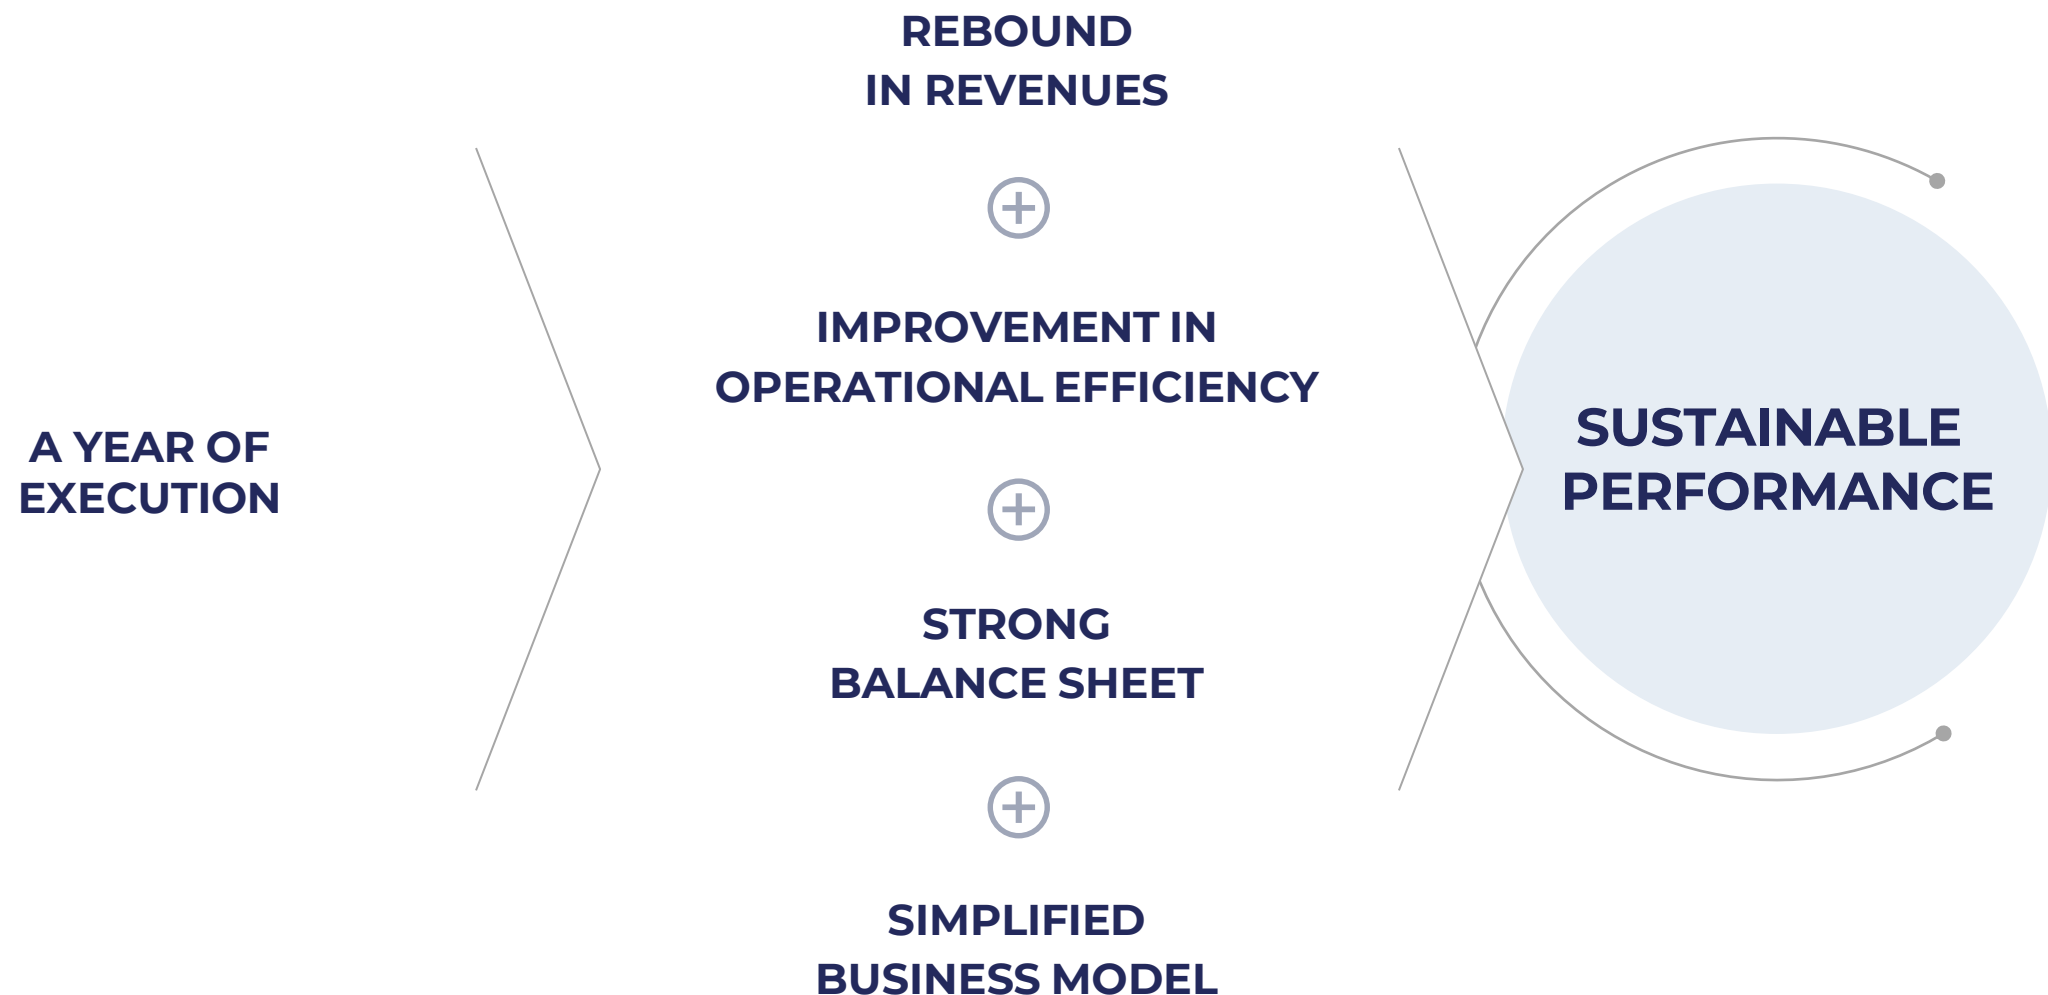 A YEAR OF
EXECUTION
REBOUND
IN REVENUES
IMPROVEMENT IN
OPERATIONAL EFFICIENCY
STRONG
BALANCE SHEET
SIMPLIFIED
BUSINESS MODEL
SUSTAINABLE
PERFORMANCE